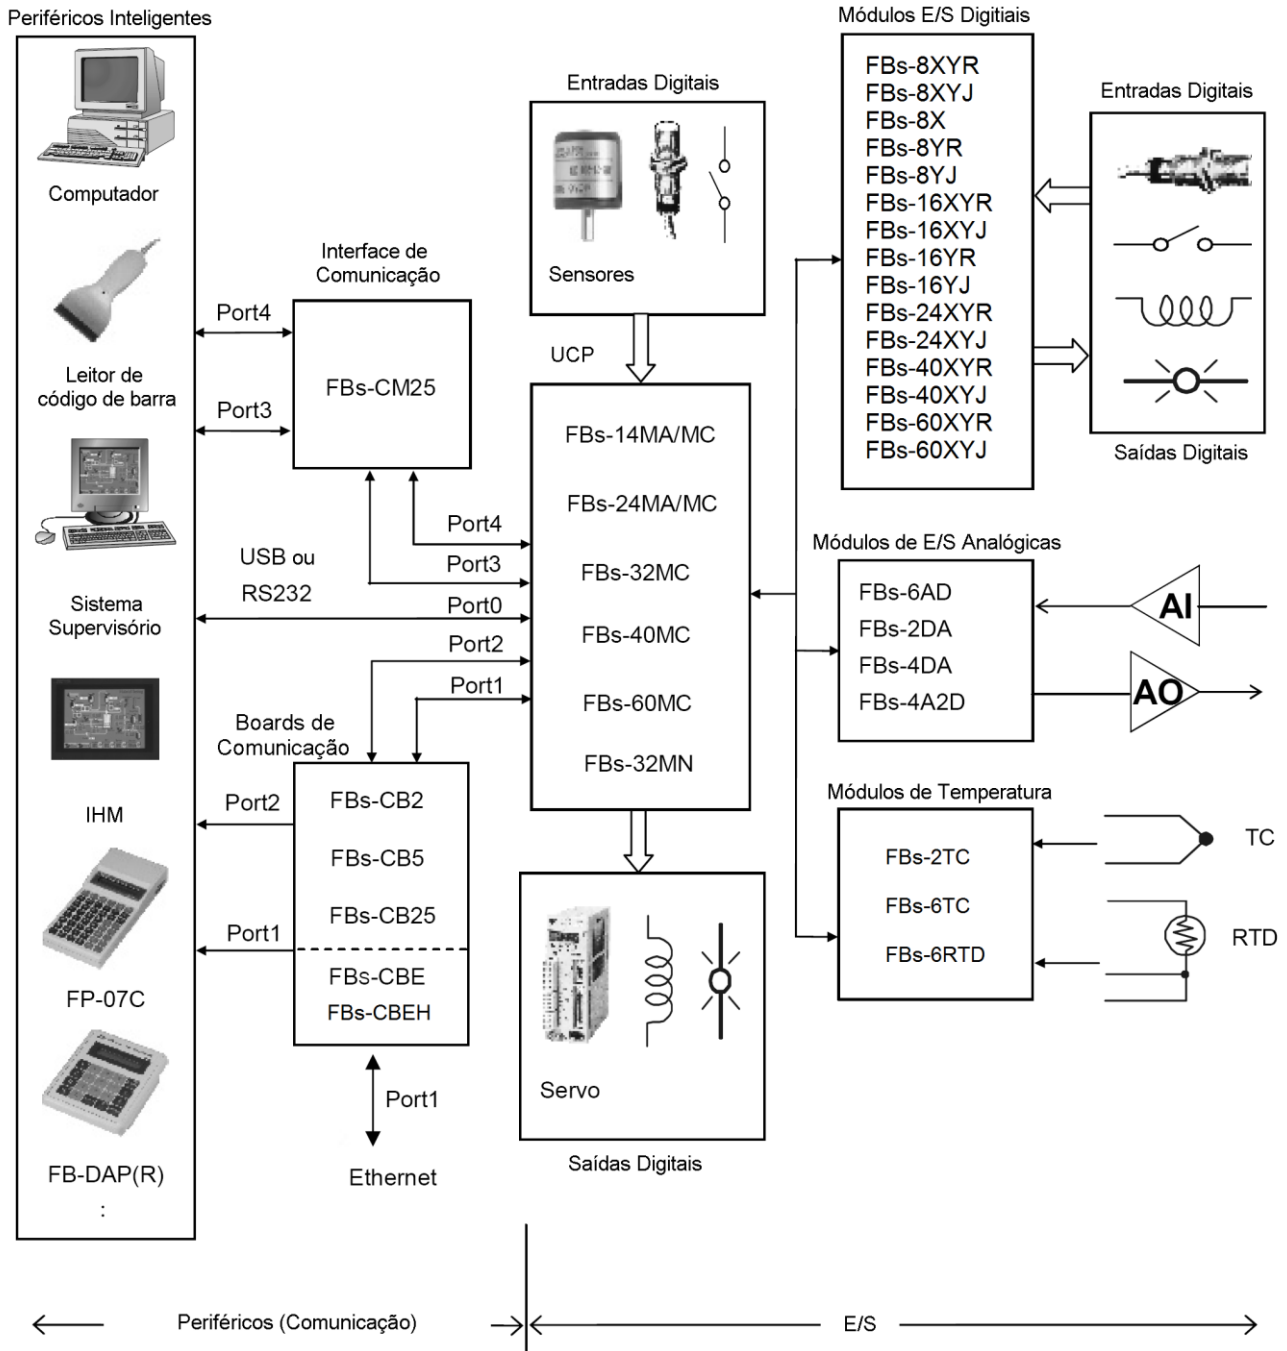 Periféricos Inteligentes
Computador
Leitor de
código de barra
Sistema
Supervisório
IHM
FP-07C
FB-DAP(R)
:
Interface de
Comunicação
FBs-CM25
Port4
Port3
Port4
Port3
USB ou
RS232
Port0
Port2
Port1
Boards de
Comunicação
FBs-CB2
FBs-CB5
FBs-CB25
FBs-CBE
FBs-CBEH
Port2
Port1
Port1
Ethernet
Entradas Digitais
Sensores
UCP
FBs-14MA/MC
FBs-24MA/MC
FBs-32MC
FBs-40MC
FBs-60MC
FBs-32MN
Servo
Saídas Digitais
Módulos E/S Digitiais
FBs-8XYR
FBs-8XYJ
FBs-8X
FBs-8YR
FBs-8YJ
FBs-16XYR
FBs-16XYJ
FBs-16YR
FBs-16YJ
FBs-24XYR
FBs-24XYJ
FBs-40XYR
FBs-40XYJ
FBs-60XYR
FBs-60XYJ
Entradas Digitais
Saídas Digitais
Módulos de E/S Analógicas
FBs-6AD
FBs-2DA
FBs-4DA
FBs-4A2D
AI
AO
Módulos de Temperatura
FBs-2TC
FBs-6TC
FBs-6RTD
TC
RTD
Periféricos (Comunicação)
E/S